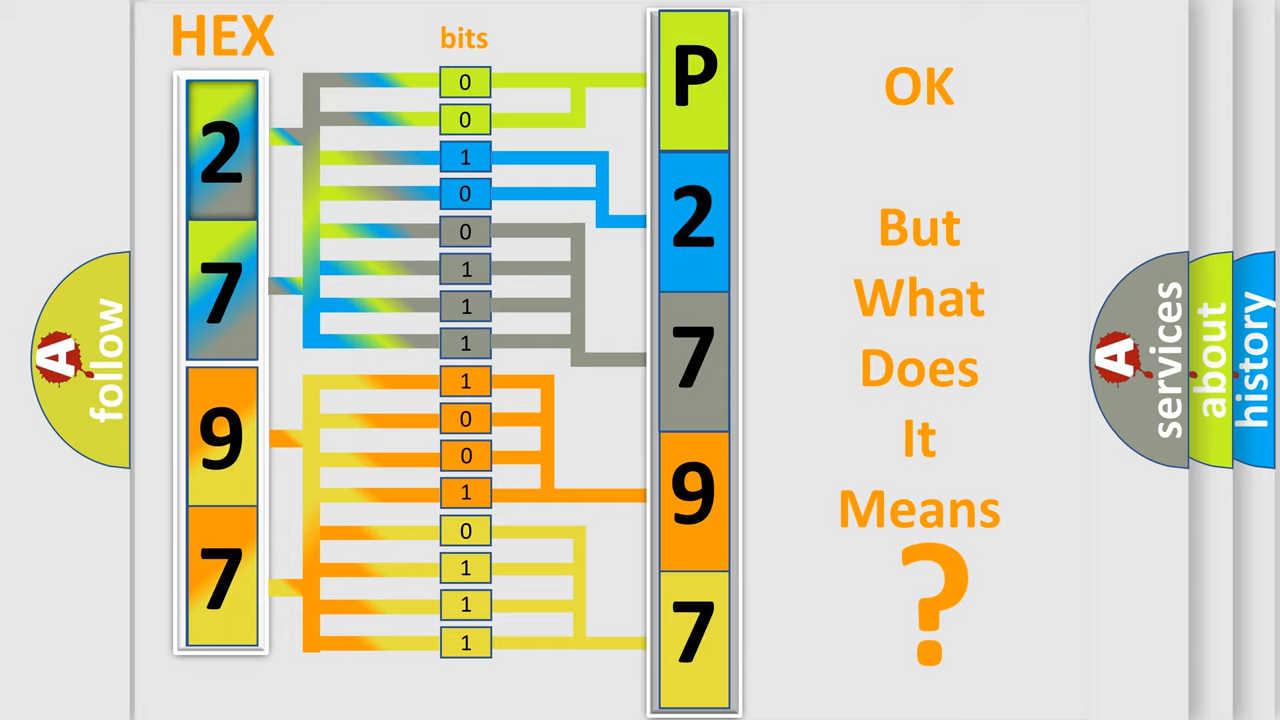 HEX
bits
2
7
9
7
0
0
1
0
0
1
1
1
1
0
0
1
0
1
1
1
P
2
7
9
7
OK
But
What
Does
It
Means
?
A
follow
A
services
about
history